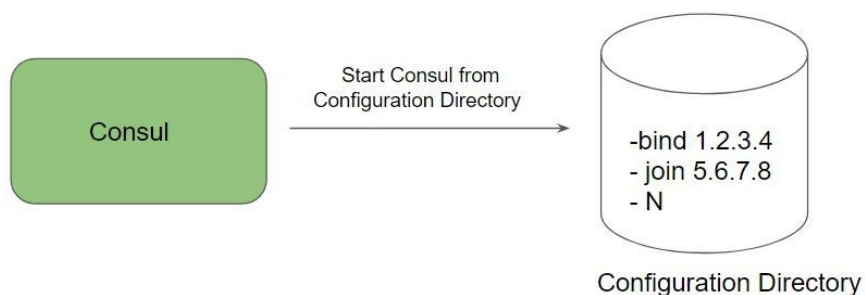 Consul
Start Consul from
Configuration Directory
-bind 1.2.3.4
- join 5.6.7.8
- N
Configuration Directory